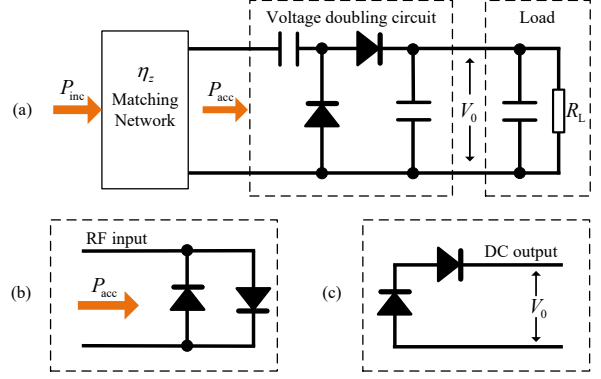 Voltage doubling circuit
Load
(a)
P_inc
η_z
Matching
Network
P_acc
V_0
R_L
(b)
RF input
P_acc
(c)
DC output
V_0